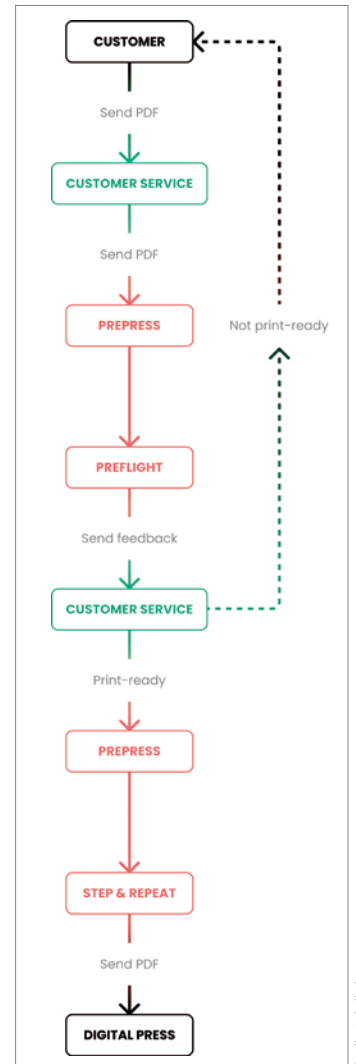 CUSTOMER
Send PDF
CUSTOMER SERVICE
Send PDF
PREPRESS
Not print-ready
PREFLIGHT
Send feedback
CUSTOMER SERVICE
Print-ready
PREPRESS
STEP & REPEAT
Send PDF
DIGITAL PRESS